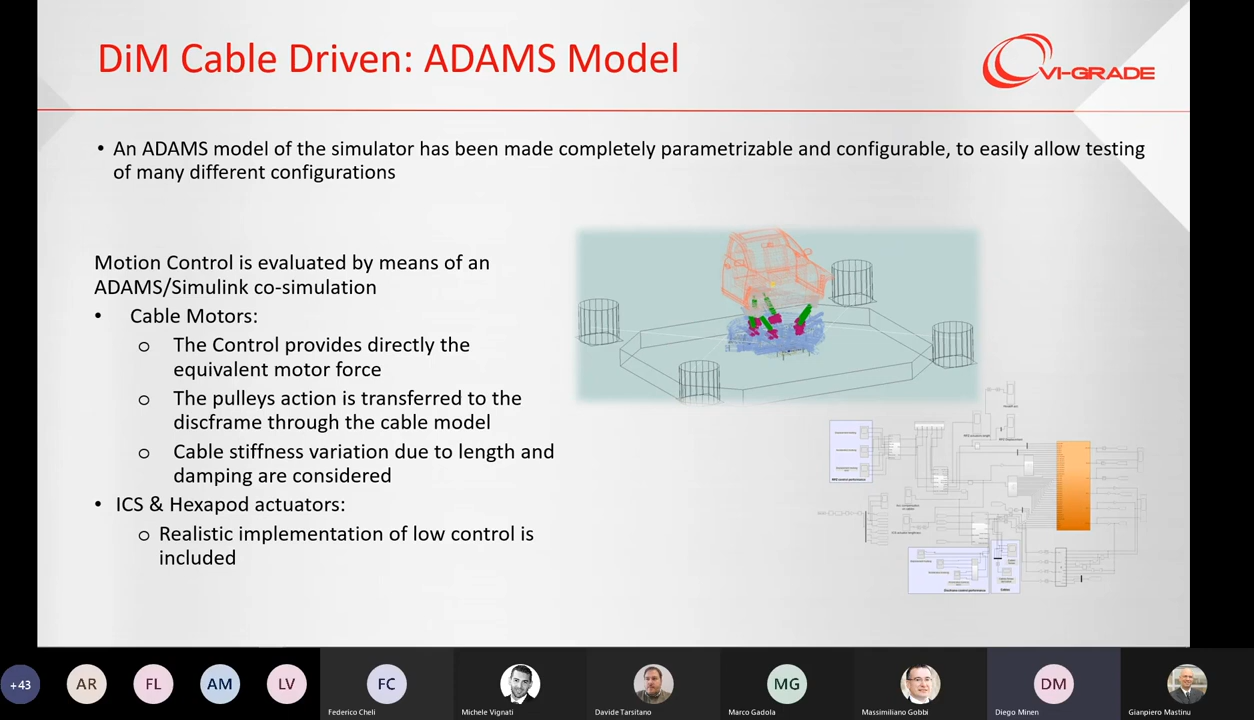 DiM Cable Driven: ADAMS Model
VI-GRADE
• An ADAMS model of the simulator has been made completely parametrizable and configurable, to easily allow testing
of many different configurations
Motion Control is evaluated by means of an
ADAMS/Simulink co-simulation
• Cable Motors:
o The Control provides directly the
equivalent motor force
o The pulleys action is transferred to the
discframe through the cable model
o Cable stiffness variation due to length and
damping are considered
• ICS & Hexapod actuators:
o Realistic implementation of low control is
included
+43
AR
FL
AM
LV
FC
MG
DM
Federico Cheli
Michele Vignati
Davide Tarsitano
Marco Gadola
Massimiliano Gobbi
Diego Minen
Gianpiero Mastinu